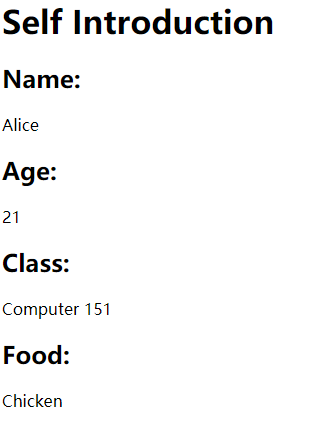 Self Introduction
Name:
Alice
Age:
21
Class:
Computer 151
Food:
Chicken